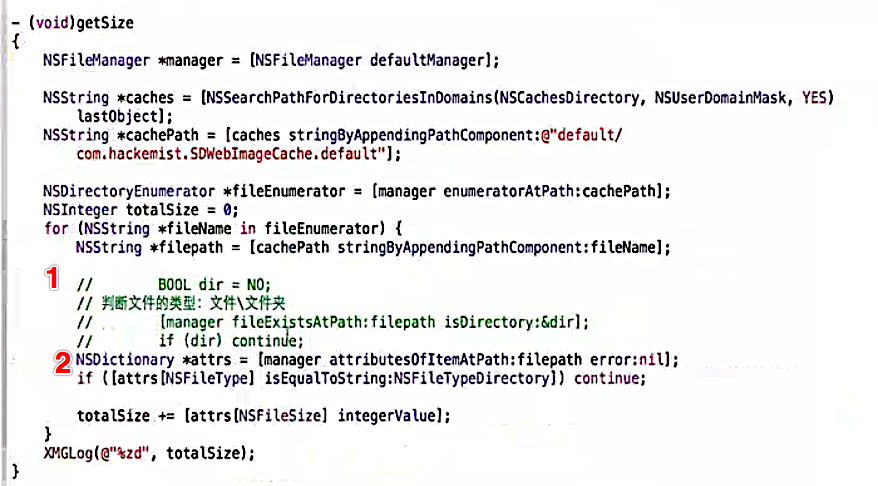 - (void)getSize
{
NSFileManager *manager = [NSFileManager defaultManager];
NSString *caches = [NSSearchPathForDirectoriesInDomains(NSCachesDirectory, NSUserDomainMask, YES)
lastObject];
NSString *cachePath = [caches stringByAppendingPathComponent:@"default/
com.hackemist.SDWebImageCache.default"];
NSDirectoryEnumerator *fileEnumerator = [manager enumeratorAtPath:cachePath];
NSInteger totalSize = 0;
for (NSString *fileName in fileEnumerator) {
NSString *filepath = [cachePath stringByAppendingPathComponent:fileName];
1 // BOOL dir = NO;
// 判断文件的类型: 文件\文件夹
// [manager fileExistsAtPath:filepath isDirectory:&dir];
// if (dir) continue;
2 NSDictionary *attrs = [manager attributesOfItemAtPath:filepath error:nil];
if ([attrs[NSFileType] isEqualToString:NSFileTypeDirectory]) continue;
totalSize += [attrs[NSFileSize] integerValue];
}
XMGLog(@"%zd", totalSize);
}